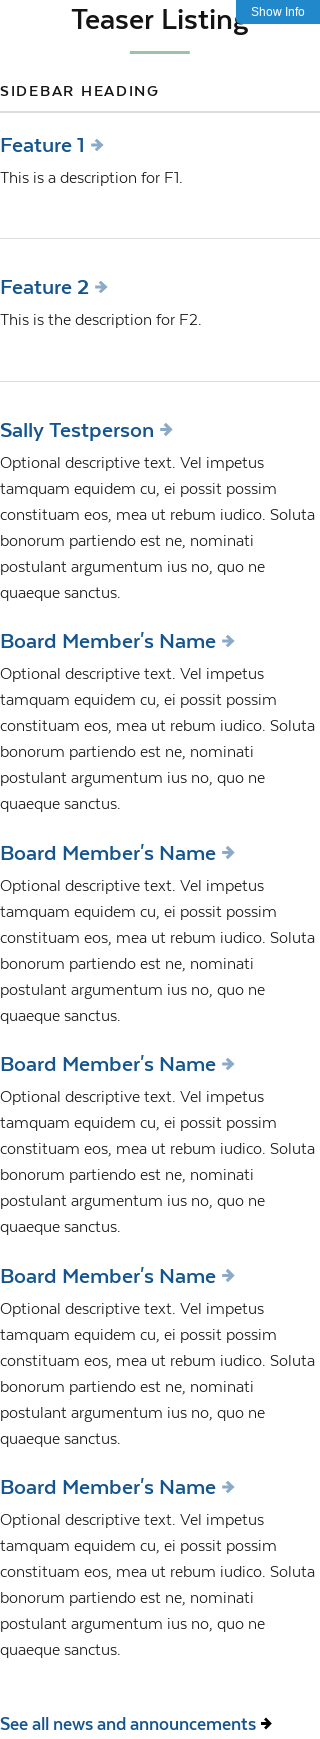 Teaser Listing
Show Info
SIDEBAR HEADING
Feature 1
This is a description for F1.
Feature 2
This is the description for F2.
Sally Testperson
Optional descriptive text. Vel impetus
tamquam equidem cu, ei possit possim
constituam eos, mea ut rebum iudico. Soluta
bonorum partiendo est ne, nominati
postulant argumentum ius no, quo ne
quaeque sanctus.
Board Member's Name
Optional descriptive text. Vel impetus
tamquam equidem cu, ei possit possim
constituam eos, mea ut rebum iudico. Soluta
bonorum partiendo est ne, nominati
postulant argumentum ius no, quo ne
quaeque sanctus.
Board Member's Name
Optional descriptive text. Vel impetus
tamquam equidem cu, ei possit possim
constituam eos, mea ut rebum iudico. Soluta
bonorum partiendo est ne, nominati
postulant argumentum ius no, quo ne
quaeque sanctus.
Board Member's Name
Optional descriptive text. Vel impetus
tamquam equidem cu, ei possit possim
constituam eos, mea ut rebum iudico. Soluta
bonorum partiendo est ne, nominati
postulant argumentum ius no, quo ne
quaeque sanctus.
Board Member's Name
Optional descriptive text. Vel impetus
tamquam equidem cu, ei possit possim
constituam eos, mea ut rebum iudico. Soluta
bonorum partiendo est ne, nominati
postulant argumentum ius no, quo ne
quaeque sanctus.
Board Member's Name
Optional descriptive text. Vel impetus
tamquam equidem cu, ei possit possim
constituam eos, mea ut rebum iudico. Soluta
bonorum partiendo est ne, nominati
postulant argumentum ius no, quo ne
quaeque sanctus.
See all news and announcements